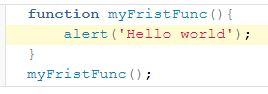 function myFristFunc(){
    alert('Hello world');
}
myFristFunc();